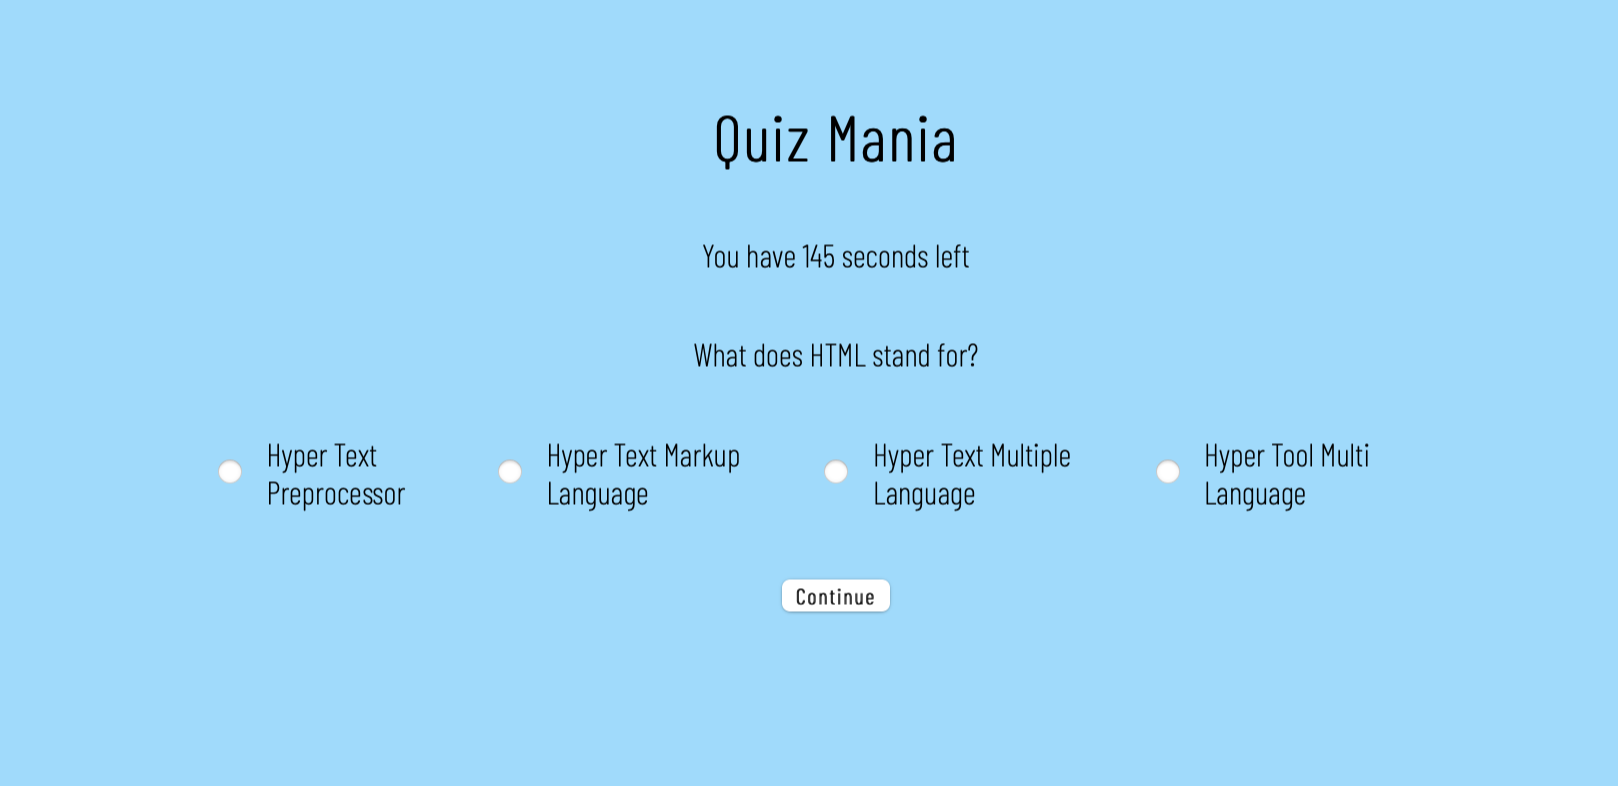 Quiz Mania
You have 145 seconds left
What does HTML stand for?
Hyper Text
Preprocessor
Hyper Text Markup
Language
Hyper Text Multiple
Language
Hyper Tool Multi
Language
Continue